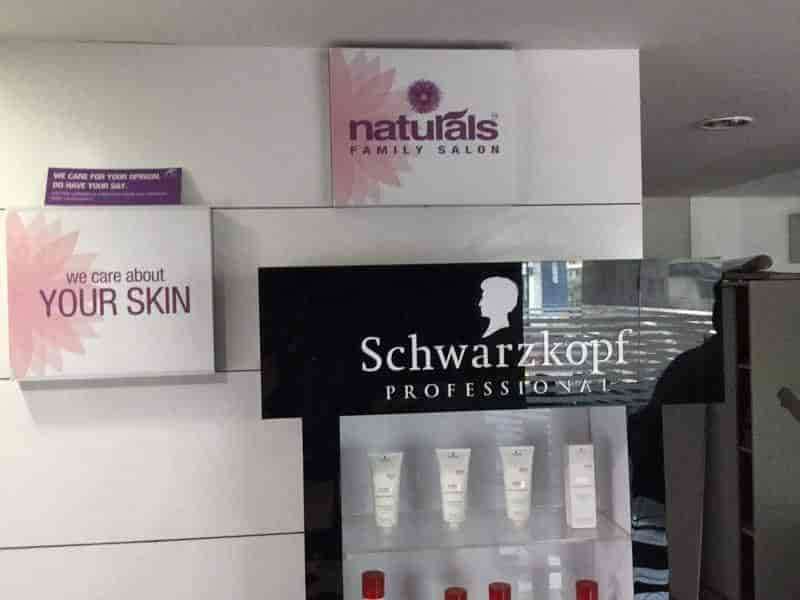 naturals
FAMILY SALON
WE CARE FOR YOUR OPINION.
DO HAVE YOUR SAY.
we care about
YOUR SKIN
Schwarzkopf
PROFESSIONAL